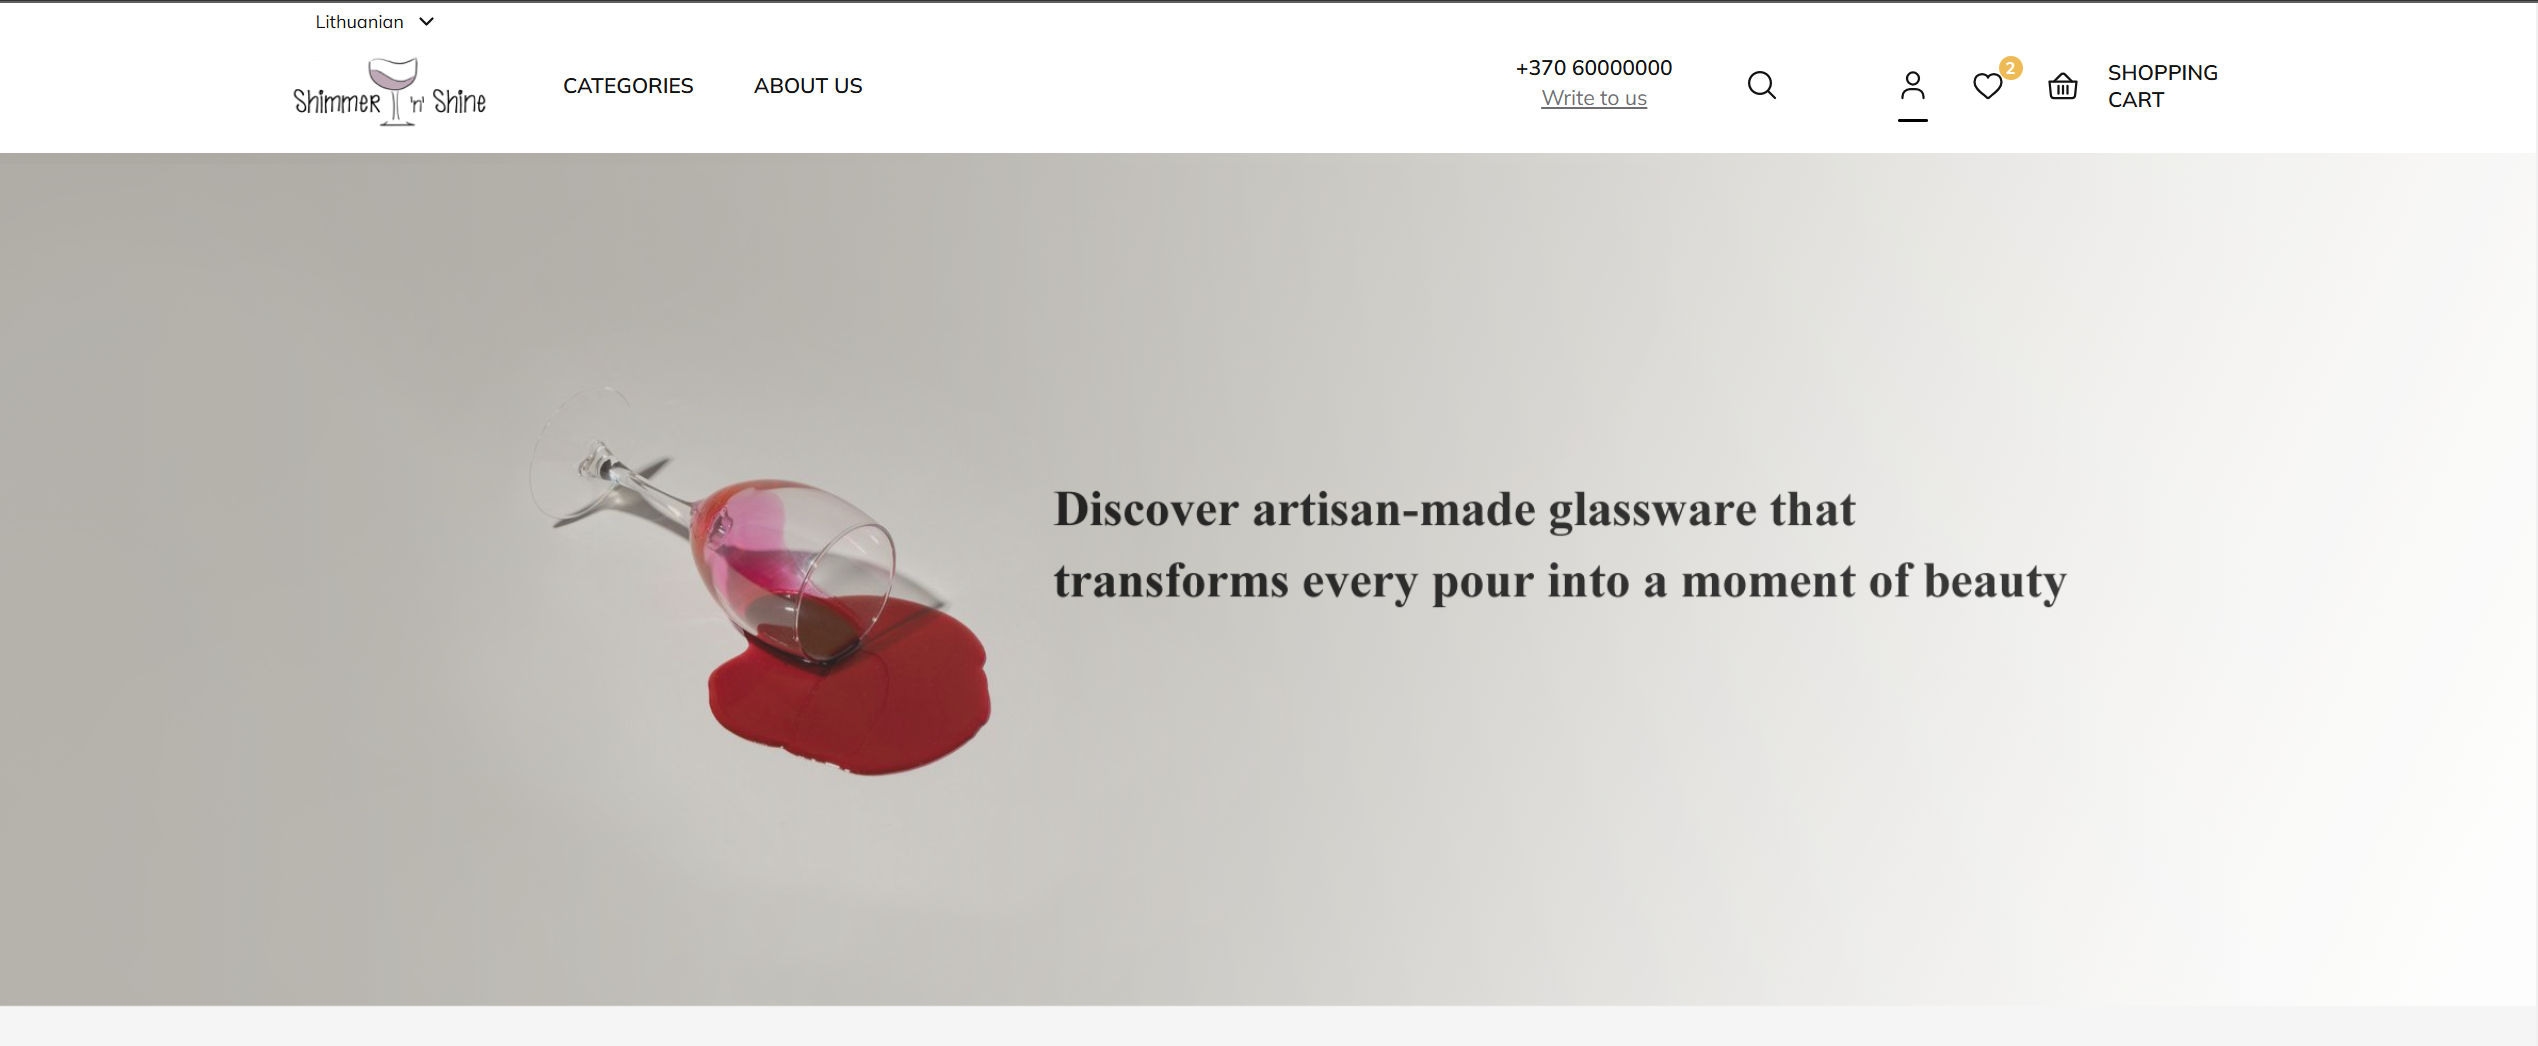 Lithuanian
Shimmer 'n' Shine
CATEGORIES
ABOUT US
+370 60000000
Write to us
2
SHOPPING
CART
Discover artisan-made glassware that
transforms every pour into a moment of beauty